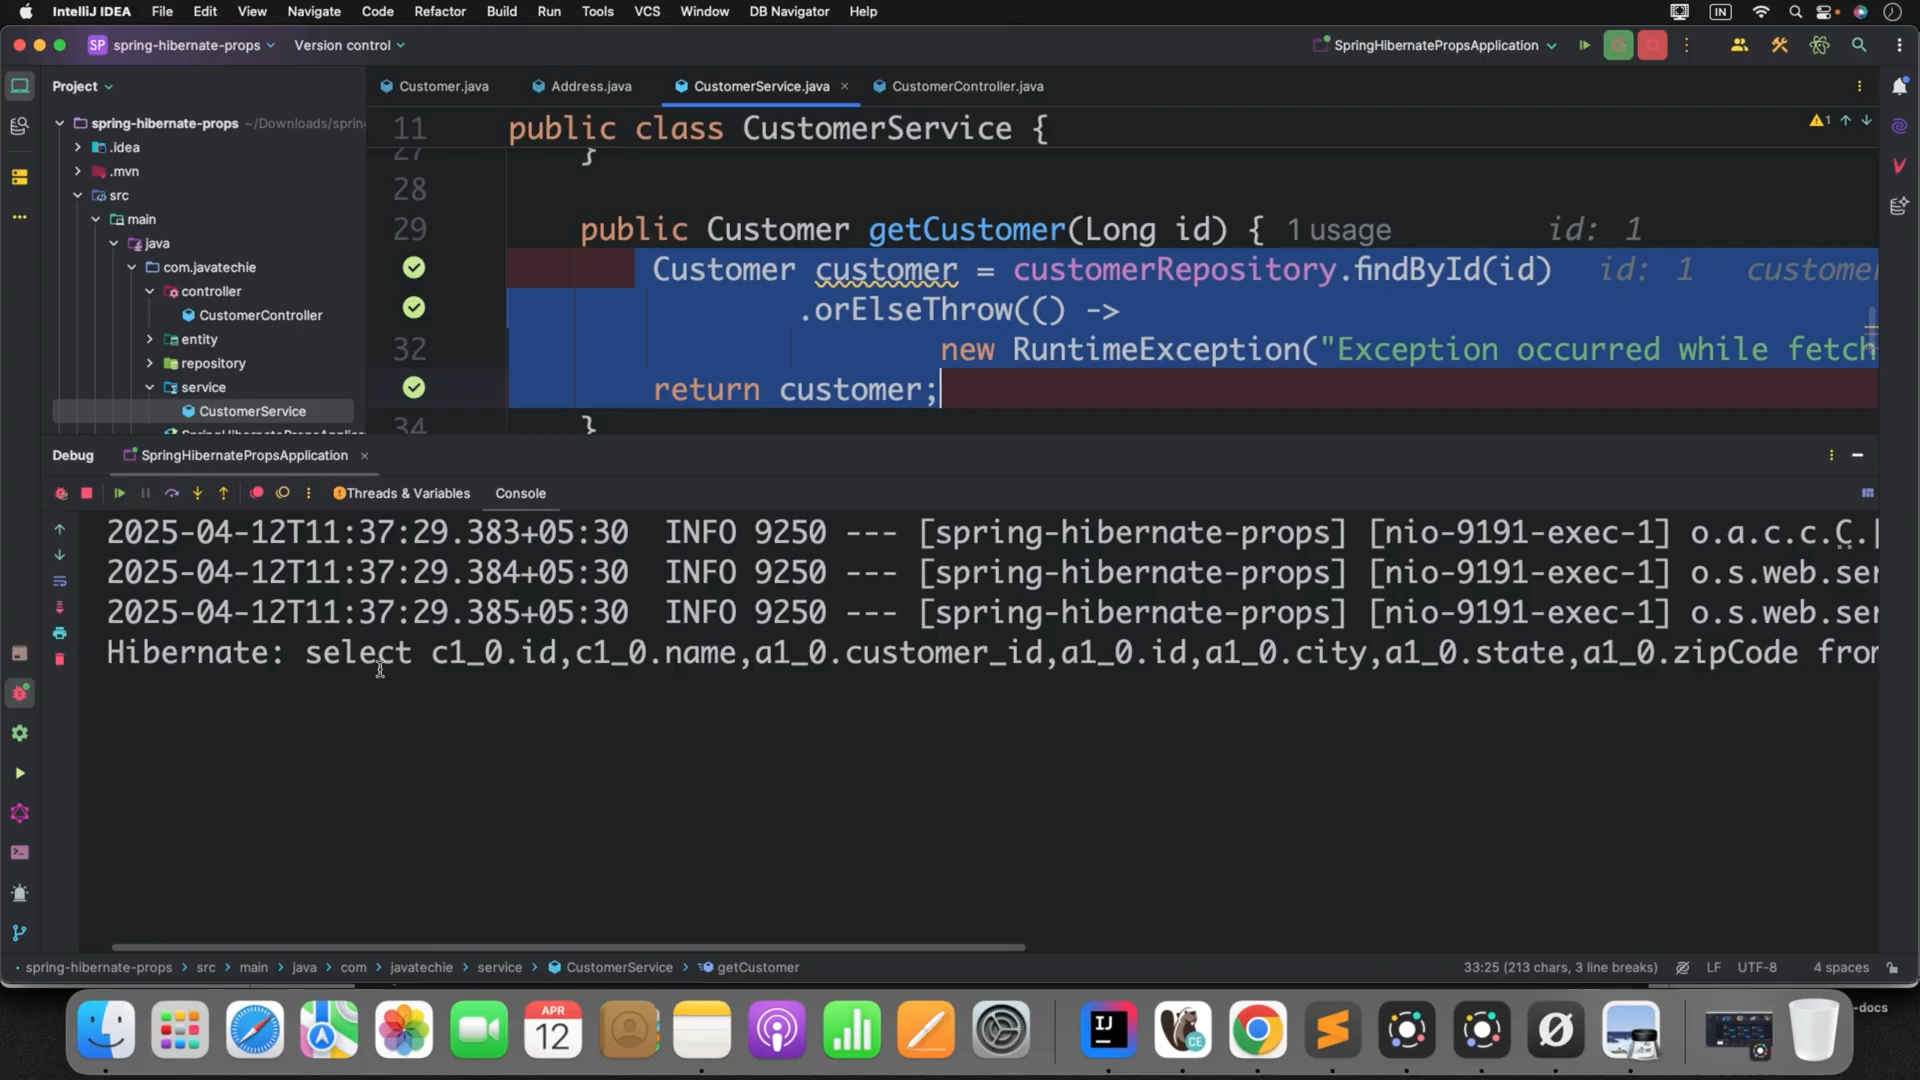 IntelliJ IDEA File Edit View Navigate Code Refactor Build Run Tools VCS Window DB Navigator Help IN
SP spring-hibernate-props Version control SpringHibernatePropsApplication
Project Customer.java Address.java CustomerService.java CustomerController.java
spring-hibernate-props ~/Downloads/sprin
.idea
.mvn
src
main
java
com.javatechie
controller
CustomerController
entity
repository
service
CustomerService
11 public class CustomerService { 1
27 }
28
29 public Customer getCustomer(Long id) { 1 usage id: 1
Customer customer = customerRepository.findById(id) id: 1 customer
.orElseThrow(() ->
32 new RuntimeException("Exception occurred while fetch
return customer;
34 }
Debug SpringHibernatePropsApplication
Threads & Variables Console
2025-04-12T11:37:29.383+05:30 INFO 9250 --- [spring-hibernate-props] [nio-9191-exec-1] o.a.c.c.C.[
2025-04-12T11:37:29.384+05:30 INFO 9250 --- [spring-hibernate-props] [nio-9191-exec-1] o.s.web.ser
2025-04-12T11:37:29.385+05:30 INFO 9250 --- [spring-hibernate-props] [nio-9191-exec-1] o.s.web.ser
Hibernate: select c1_0.id,c1_0.name,a1_0.customer_id,a1_0.id,a1_0.city,a1_0.state,a1_0.zipCode from
spring-hibernate-props > src > main > java > com > javatechie > service > CustomerService > getCustomer 33:25 (213 chars, 3 line breaks) LF UTF-8 4 spaces
APR
12
IJ
CE
-docs